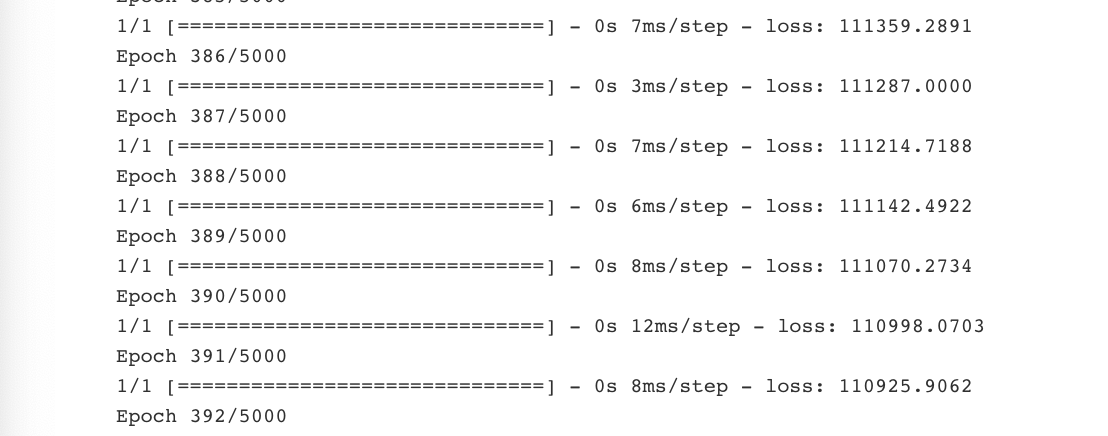 1/1 [==============================] - 0s 7ms/step - loss: 111359.2891
Epoch 386/5000
1/1 [==============================] - 0s 3ms/step - loss: 111287.0000
Epoch 387/5000
1/1 [==============================] - 0s 7ms/step - loss: 111214.7188
Epoch 388/5000
1/1 [==============================] - 0s 6ms/step - loss: 111142.4922
Epoch 389/5000
1/1 [==============================] - 0s 8ms/step - loss: 111070.2734
Epoch 390/5000
1/1 [==============================] - 0s 12ms/step - loss: 110998.0703
Epoch 391/5000
1/1 [==============================] - 0s 8ms/step - loss: 110925.9062
Epoch 392/5000